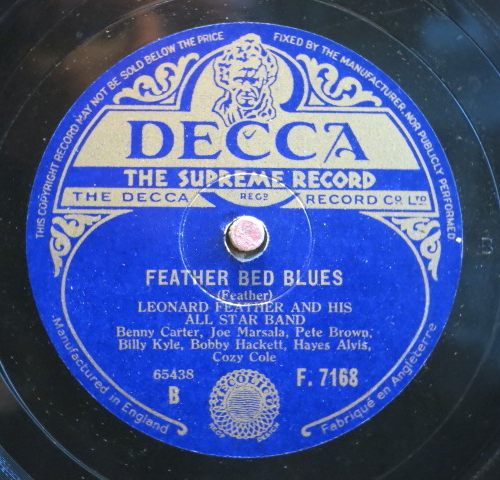 THIS COPYRIGHT RECORD MAY NOT BE SOLD BELOW THE PRICE FIXED BY THE MANUFACTURER, NOR PUBLICLY PERFORMED
DECCA
THE SUPREME RECORD
THE DECCA REGD RECORD CO. LTD
FEATHER BED BLUES
(Feather)
LEONARD FEATHER AND HIS
ALL STAR BAND
Benny Carter, Joe Marsala, Pete Brown,
Billy Kyle, Bobby Hackett, Hayes Alvis,
Cozy Cole
65438
B
F. 7168
Manufactured in England
Fabriqué en Angleterre